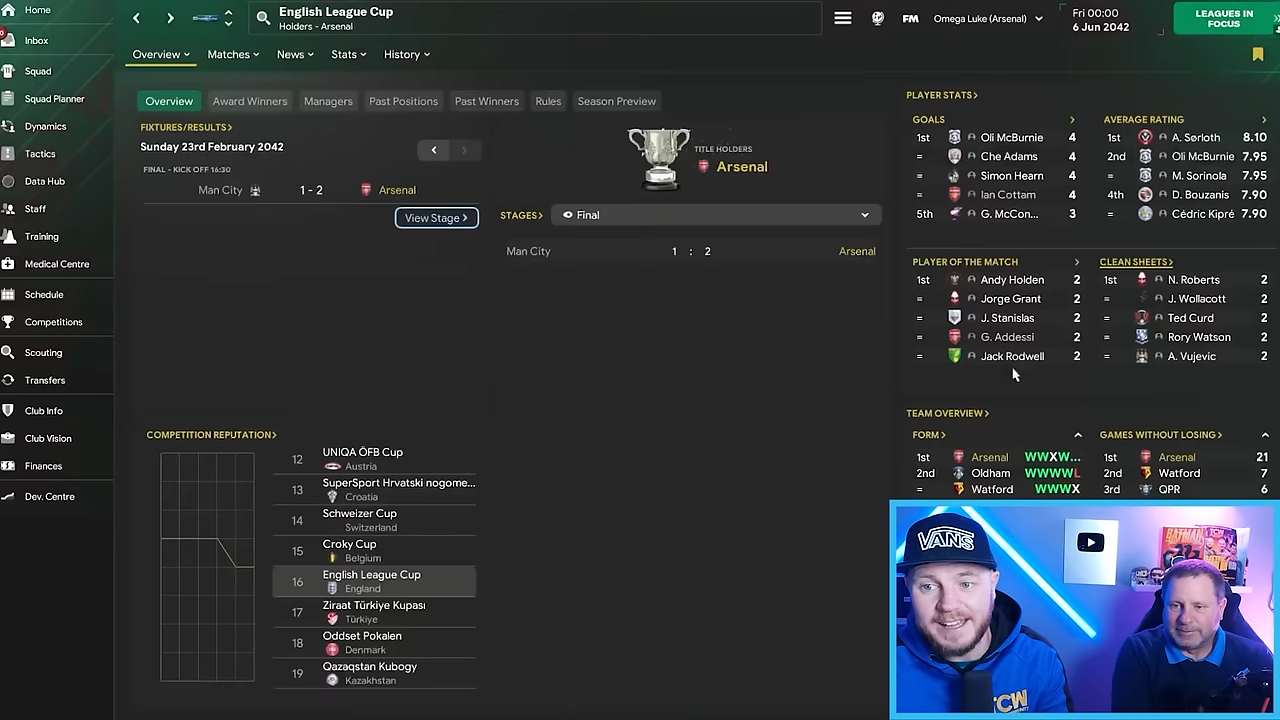 Home
Inbox
Squad
Squad Planner
Dynamics
Tactics
Data Hub
Staff
Training
Medical Centre
Schedule
Competitions
Scouting
Transfers
Club Info
Club Vision
Finances
Dev. Centre
English League Cup
Holders - Arsenal
FM
Omega Luke (Arsenal)
Fri 00:00
6 Jun 2042
LEAGUES IN
FOCUS
Overview Matches News Stats History
Overview Award Winners Managers Past Positions Past Winners Rules Season Preview
FIXTURES/RESULTS>
Sunday 23rd February 2042
FINAL - KICK OFF 16:30
Man City 1 - 2 Arsenal
View Stage >
TITLE HOLDERS
Arsenal
STAGES> Final
Man City 1 : 2 Arsenal
COMPETITION REPUTATION>
12 UNIQA ÖFB Cup
Austria
13 SuperSport Hrvatski nogome...
Croatia
14 Schweizer Cup
Switzerland
15 Croky Cup
Belgium
16 English League Cup
England
17 Ziraat Türkiye Kupası
Türkiye
18 Oddset Pokalen
Denmark
19 Qazaqstan Kubogy
Kazakhstan
PLAYER STATS>
GOALS >
1st Oli McBurnie 4
= Che Adams 4
= Simon Hearn 4
= Ian Cottam 4
5th G. McCon... 3
AVERAGE RATING >
1st A. Sørloth 8.10
2nd Oli McBurnie 7.95
= M. Sorinola 7.95
4th D. Bouzanis 7.90
= Cédric Kipré 7.90
PLAYER OF THE MATCH >
1st Andy Holden 2
= Jorge Grant 2
= J. Stanislas 2
= G. Addessi 2
= Jack Rodwell 2
CLEAN SHEETS>
1st N. Roberts 2
= J. Wollacott 2
= Ted Curd 2
= Rory Watson 2
= A. Vujevic 2
TEAM OVERVIEW>
FORM>
1st Arsenal WWXW...
2nd Oldham WWWWL
= Watford WWWX
GAMES WITHOUT LOSING>
1st Arsenal 21
2nd Watford 7
3rd QPR 6
VANS
BATMAN
TCW